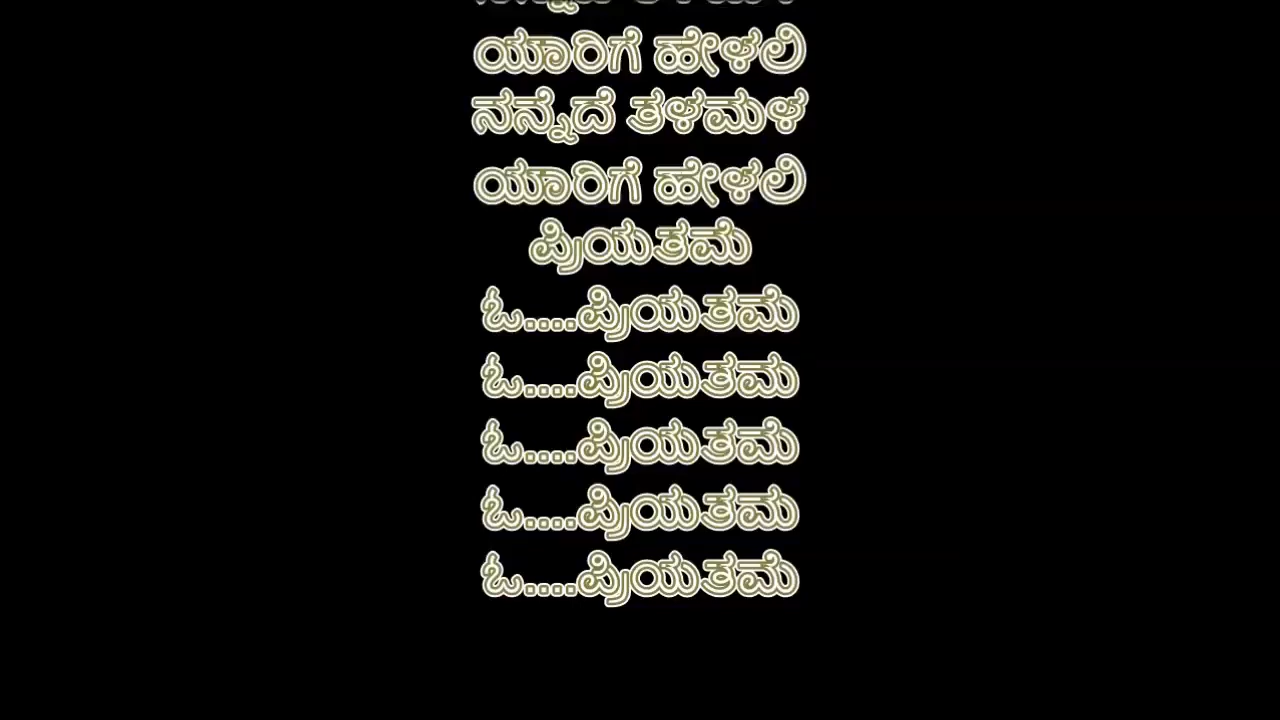 ಯಾರಿಗೆ ಹೇಳಲಿ
ನನ್ನೆದೆ ತಳಮಳ
ಯಾರಿಗೆ ಹೇಳಲಿ
ಪ್ರಿಯತಮೆ
ಓ....ಪ್ರಿಯತಮೆ
ಓ....ಪ್ರಿಯತಮೆ
ಓ....ಪ್ರಿಯತಮೆ
ಓ....ಪ್ರಿಯತಮೆ
ಓ....ಪ್ರಿಯತಮೆ